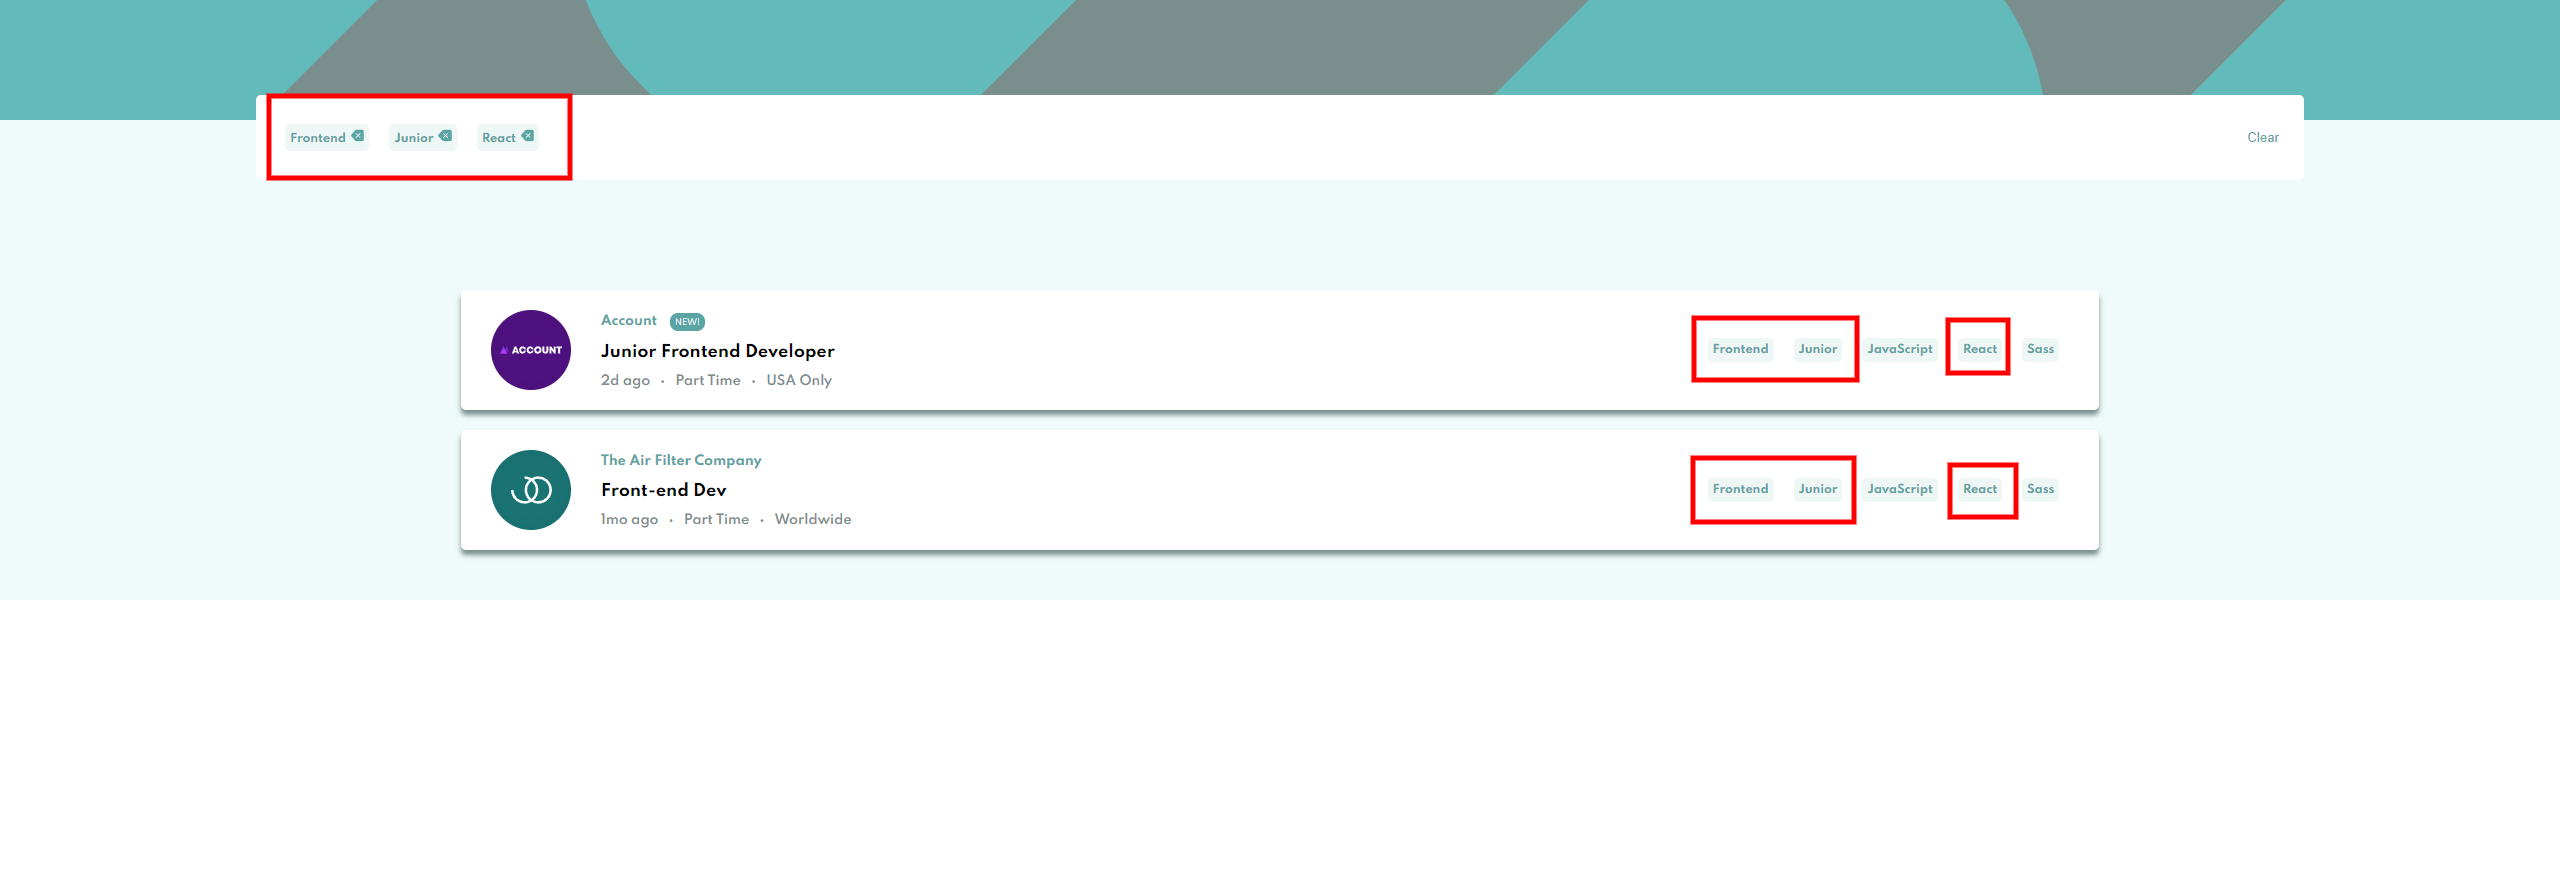 Frontend Junior React Clear
Account NEW!
Junior Frontend Developer
2d ago • Part Time • USA Only
ACCOUNT
Frontend Junior JavaScript React Sass
The Air Filter Company
Front-end Dev
1mo ago • Part Time • Worldwide
Frontend Junior JavaScript React Sass